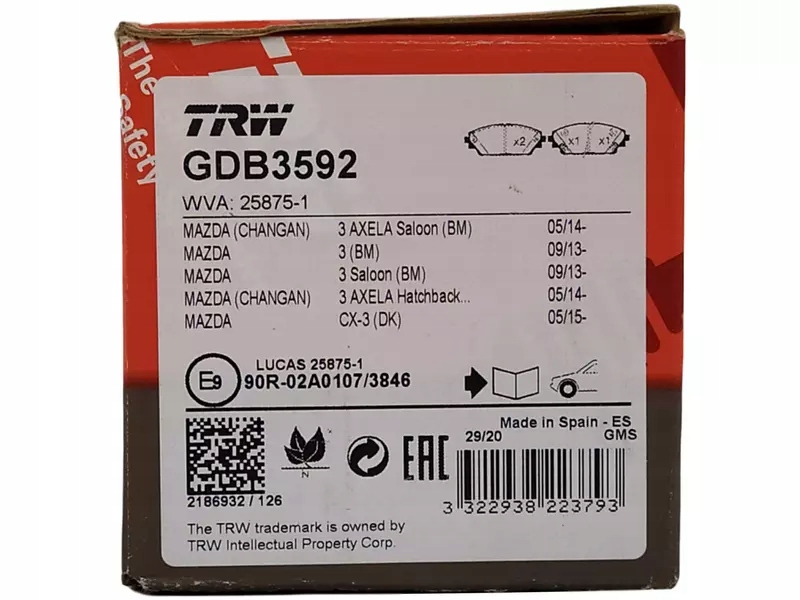 The
Safety
TRW
x2 x1 x1
GDB3592
WVA: 25875-1
MAZDA (CHANGAN) 3 AXELA Saloon (BM) 05/14-
MAZDA 3 (BM) 09/13-
MAZDA 3 Saloon (BM) 09/13-
MAZDA (CHANGAN) 3 AXELA Hatchback... 05/14-
MAZDA CX-3 (DK) 05/15-
LUCAS 25875-1
E9 90R-02A0107/3846
Made in Spain - ES
29/20 GMS
N
EAC
2186932 / 126
3 322938 223793
The TRW trademark is owned by
TRW Intellectual Property Corp.